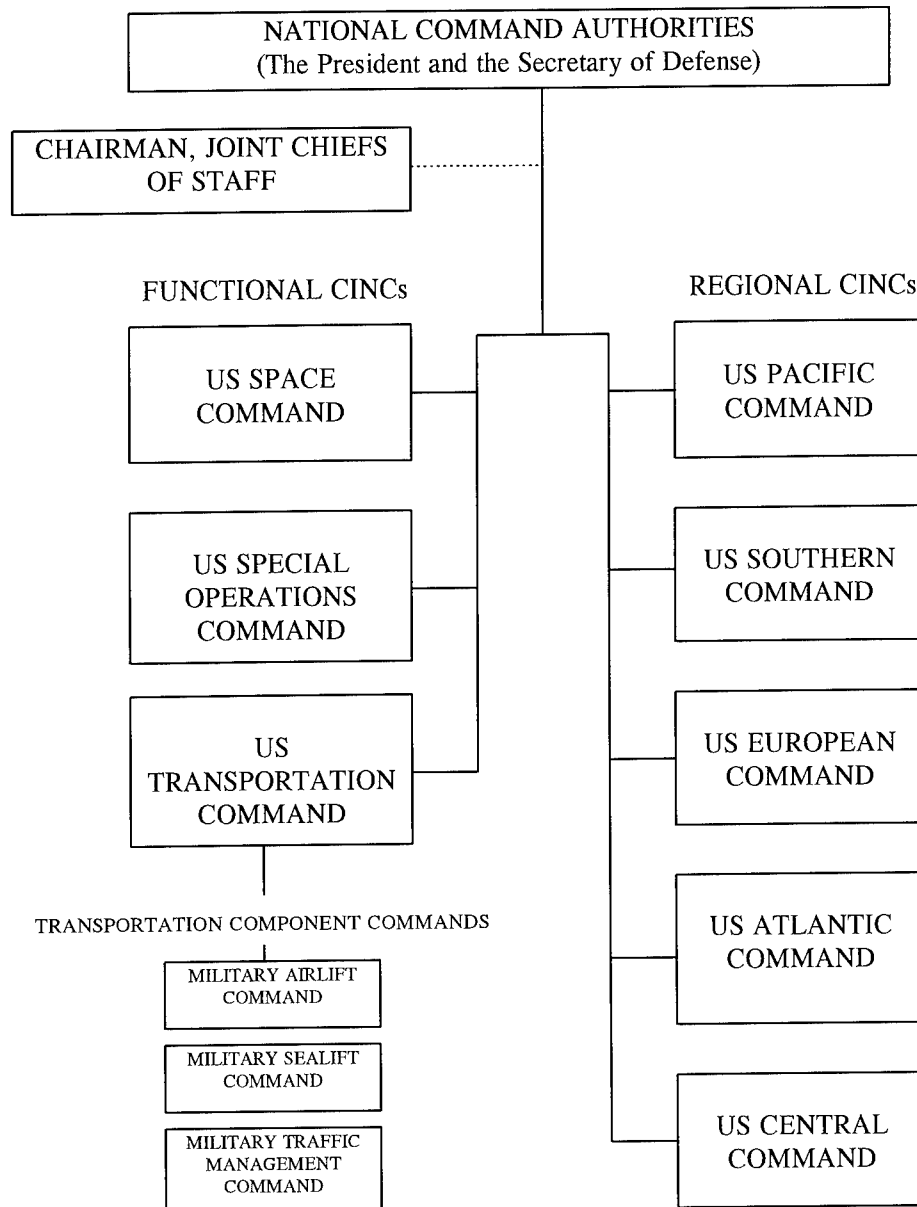 NATIONAL COMMAND AUTHORITIES
(The President and the Secretary of Defense)
CHAIRMAN, JOINT CHIEFS
OF STAFF
FUNCTIONAL CINCs
US SPACE
COMMAND
US SPECIAL
OPERATIONS
COMMAND
US
TRANSPORTATION
COMMAND
TRANSPORTATION COMPONENT COMMANDS
MILITARY AIRLIFT
COMMAND
MILITARY SEALIFT
COMMAND
MILITARY TRAFFIC
MANAGEMENT
COMMAND
REGIONAL CINCs
US PACIFIC
COMMAND
US SOUTHERN
COMMAND
US EUROPEAN
COMMAND
US ATLANTIC
COMMAND
US CENTRAL
COMMAND